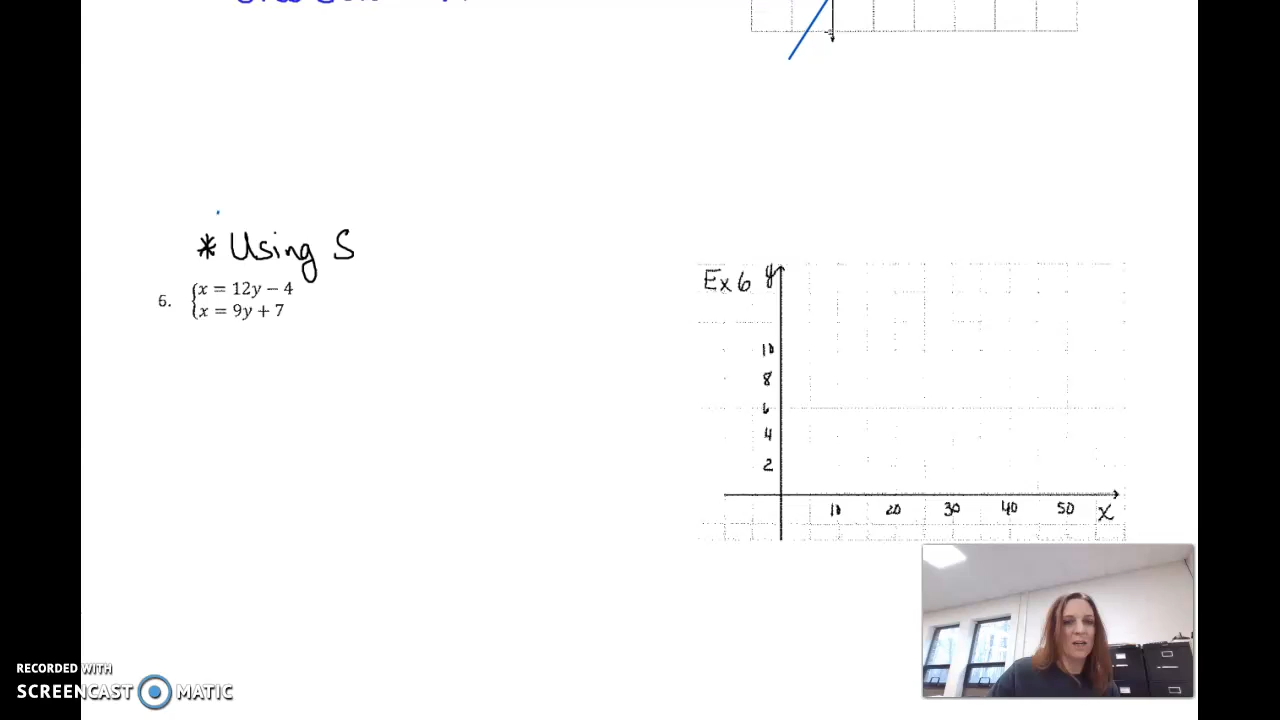 * Using S
6. {x = 12y − 4
x = 9y + 7
Ex 6 y
10
8
6
4
2
10 20 30 40 50 x
RECORDED WITH
SCREENCAST MATIC